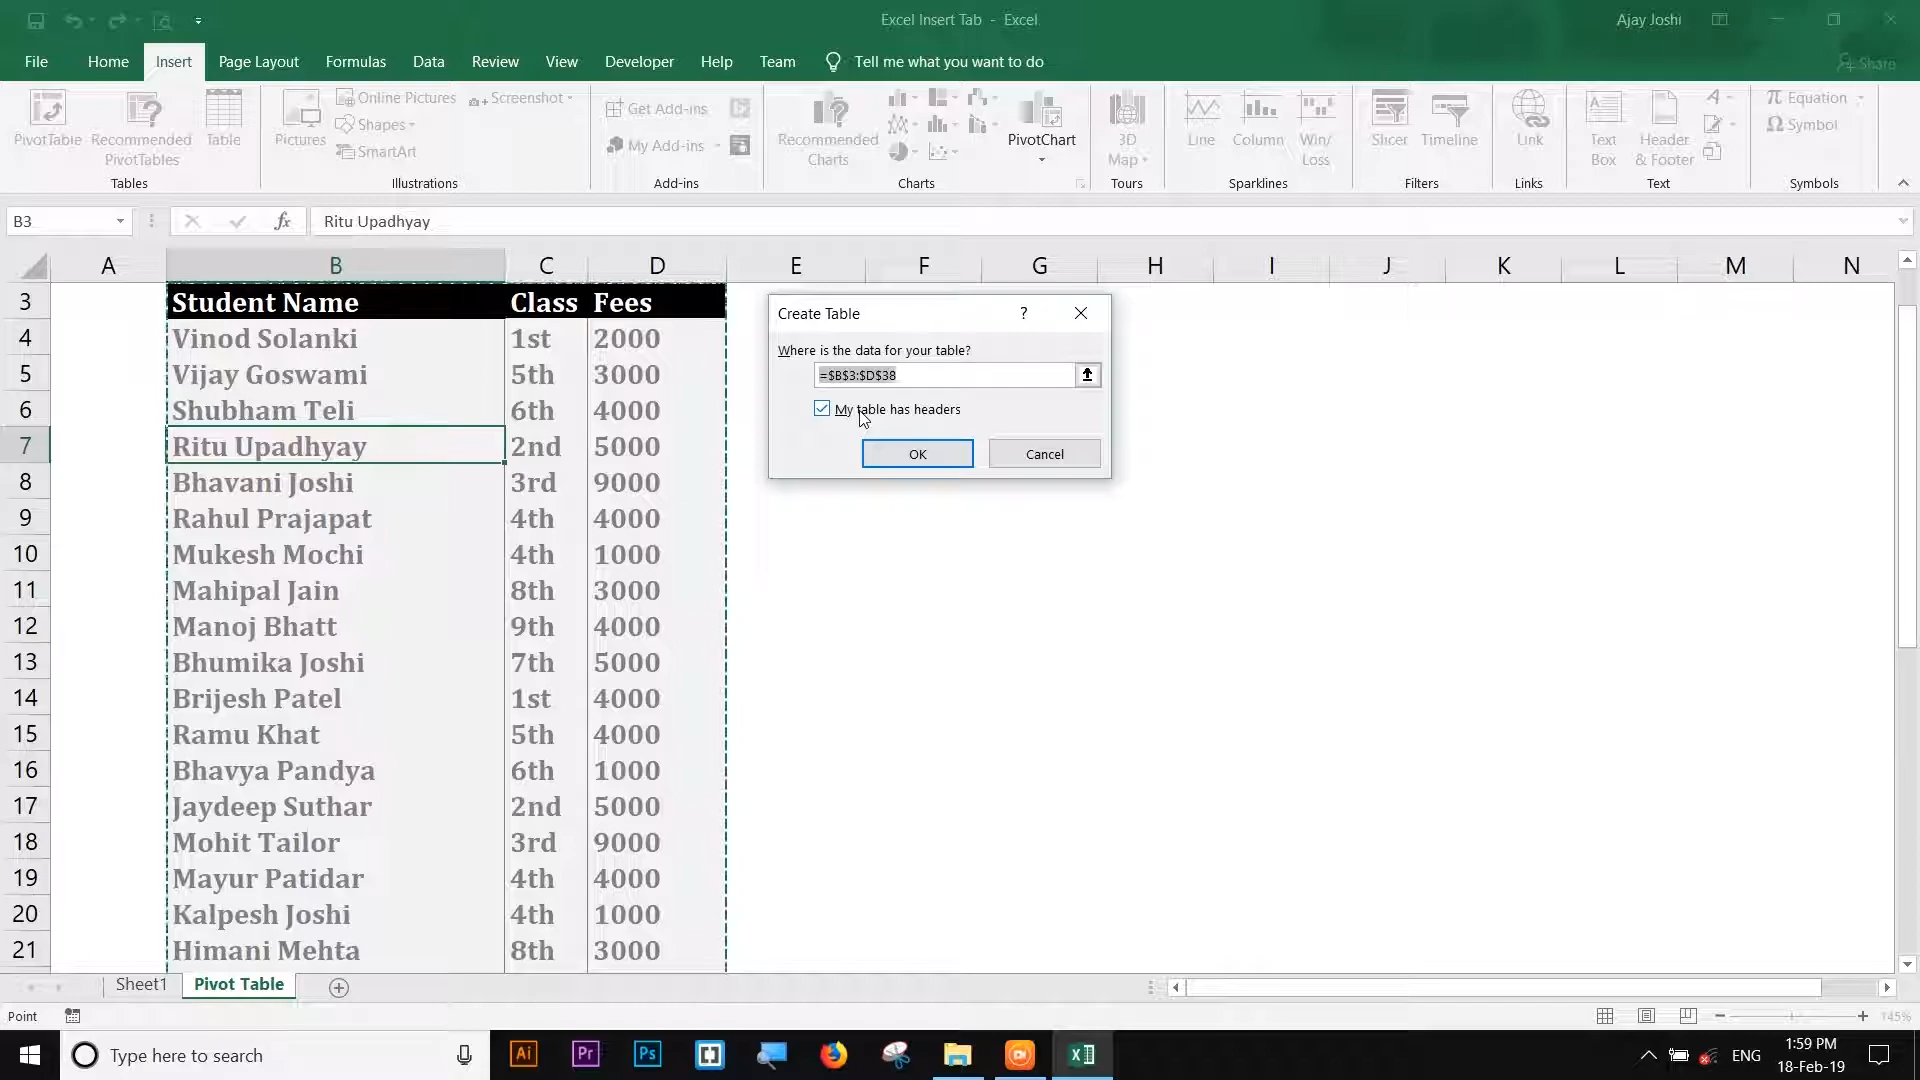 Excel Insert Tab - Excel
Ajay Joshi
File Home Insert Page Layout Formulas Data Review View Developer Help Team Tell me what you want to do
Share
PivotTable
Recommended PivotTables
Table
Tables
Pictures
Online Pictures
Shapes
SmartArt
Screenshot
Illustrations
Get Add-ins
My Add-ins
Add-ins
Recommended Charts
PivotChart
Charts
3D Map
Tours
Line
Column
Win/ Loss
Sparklines
Slicer
Timeline
Filters
Link
Links
Text Box
Header & Footer
Text
Equation
Symbol
Symbols
B3
fx
Ritu Upadhyay
A B C D E F G H I J K L M N
3 Student Name Class Fees
4 Vinod Solanki 1st 2000
5 Vijay Goswami 5th 3000
6 Shubham Teli 6th 4000
7 Ritu Upadhyay 2nd 5000
8 Bhavani Joshi 3rd 9000
9 Rahul Prajapat 4th 4000
10 Mukesh Mochi 4th 1000
11 Mahipal Jain 8th 3000
12 Manoj Bhatt 9th 4000
13 Bhumika Joshi 7th 5000
14 Brijesh Patel 1st 4000
15 Ramu Khat 5th 4000
16 Bhavya Pandya 6th 1000
17 Jaydeep Suthar 2nd 5000
18 Mohit Tailor 3rd 9000
19 Mayur Patidar 4th 4000
20 Kalpesh Joshi 4th 1000
21 Himani Mehta 8th 3000
Create Table ?
Where is the data for your table?
=$B$3:$D$38
My table has headers
OK Cancel
Sheet1 Pivot Table
Point
145%
Type here to search
Ai Pr Ps
ENG
1:59 PM
18-Feb-19